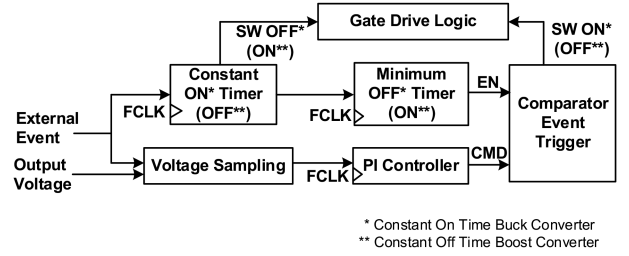 SW OFF*
(ON**)
Gate Drive Logic
SW ON*
(OFF**)
Constant
ON* Timer
(OFF**)
FCLK
Minimum
OFF* Timer
(ON**)
FCLK
EN
Comparator
Event
Trigger
External
Event
Output
Voltage
Voltage Sampling
FCLK
PI Controller
CMD
* Constant On Time Buck Converter
** Constant Off Time Boost Converter